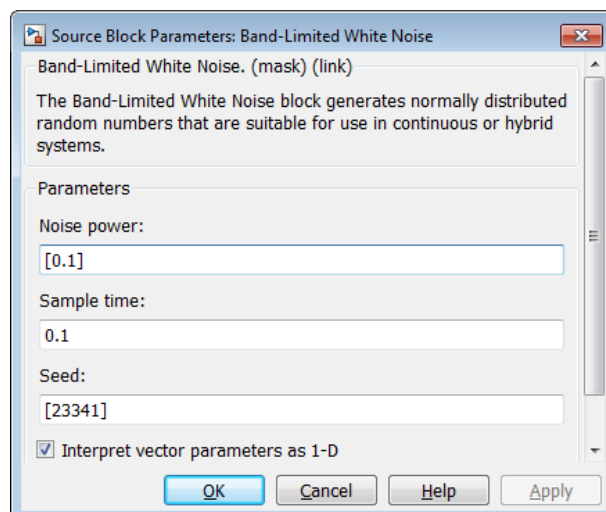 Source Block Parameters: Band-Limited White Noise
Band-Limited White Noise. (mask) (link)
The Band-Limited White Noise block generates normally distributed
random numbers that are suitable for use in continuous or hybrid
systems.
Parameters
Noise power:
[0.1]
Sample time:
0.1
Seed:
[23341]
Interpret vector parameters as 1-D
OK Cancel Help Apply